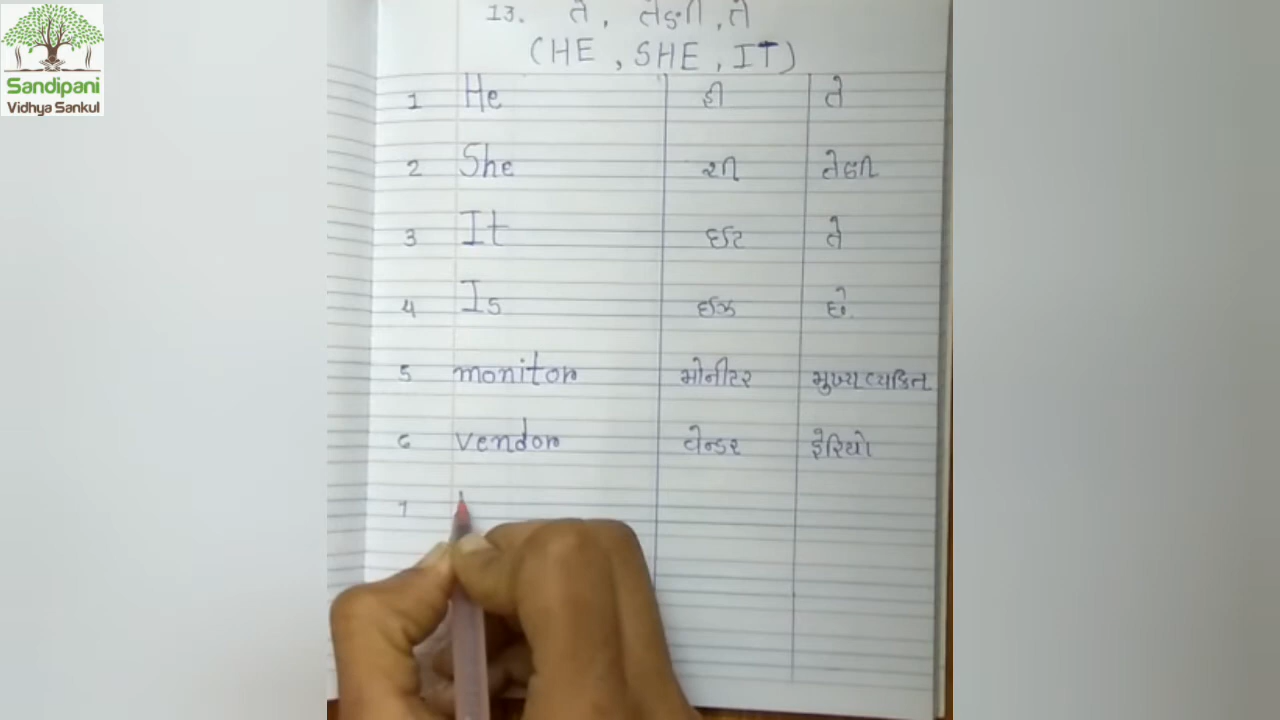 Sandipani
Vidhya Sankul
13. તે, તેણી, તે
(HE, SHE, IT)
1 He હી તે
2 She શી તેણી
3 It ઈટ તે
4 Is ઈઝ છે.
5 monitor મોનીટર મુખ્ય વ્યકિત
6 vendor વેન્ડર ફેરિયો
7